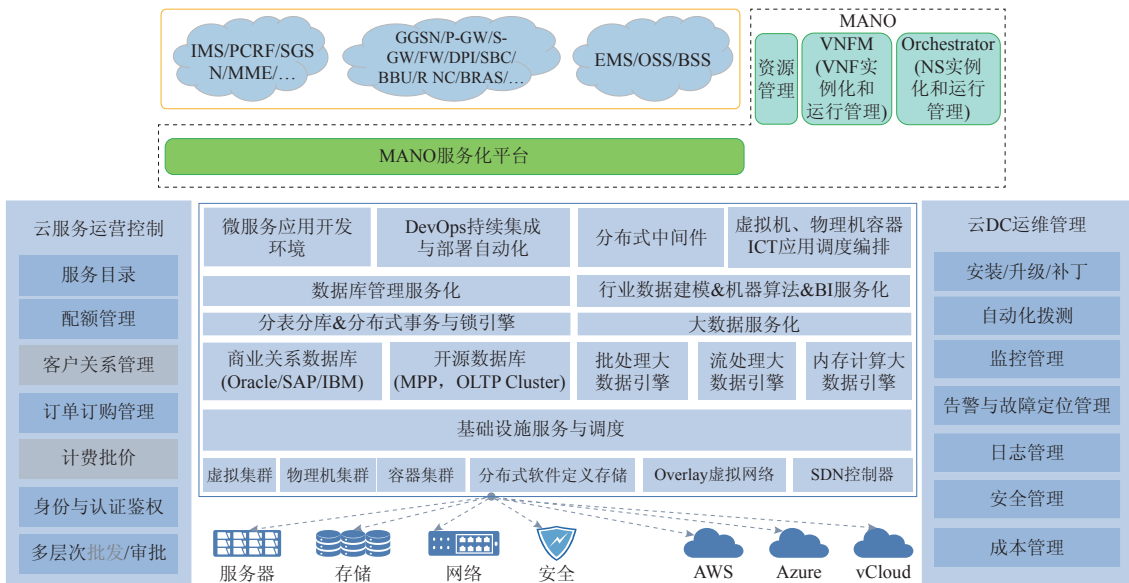 IMS/PCRF/SGS
N/MME/…
GGSN/P-GW/S-
GW/FW/DPI/SBC/
BBU/R NC/BRAS/…
EMS/OSS/BSS
MANO
资源
管理
VNFM
(VNF实
例化和
运行管理)
Orchestrator
(NS实例
化和运行
管理)
MANO服务化平台
云服务运营控制
服务目录
配额管理
客户关系管理
订单订购管理
计费批价
身份与认证鉴权
多层次批发/审批
微服务应用开发
环境
DevOps持续集成
与部署自动化
分布式中间件
虚拟机、物理机容器
ICT应用调度编排
数据库管理服务化
行业数据建模&机器算法&BI服务化
分表分库&分布式事务与锁引擎
大数据服务化
商业关系数据库
(Oracle/SAP/IBM)
开源数据库
(MPP，OLTP Cluster)
批处理大
数据引擎
流处理大
数据引擎
内存计算大
数据引擎
基础设施服务与调度
虚拟集群
物理机集群
容器集群
分布式软件定义存储
Overlay虚拟网络
SDN控制器
服务器
存储
网络
安全
AWS
Azure
vCloud
云DC运维管理
安装/升级/补丁
自动化拨测
监控管理
告警与故障定位管理
日志管理
安全管理
成本管理